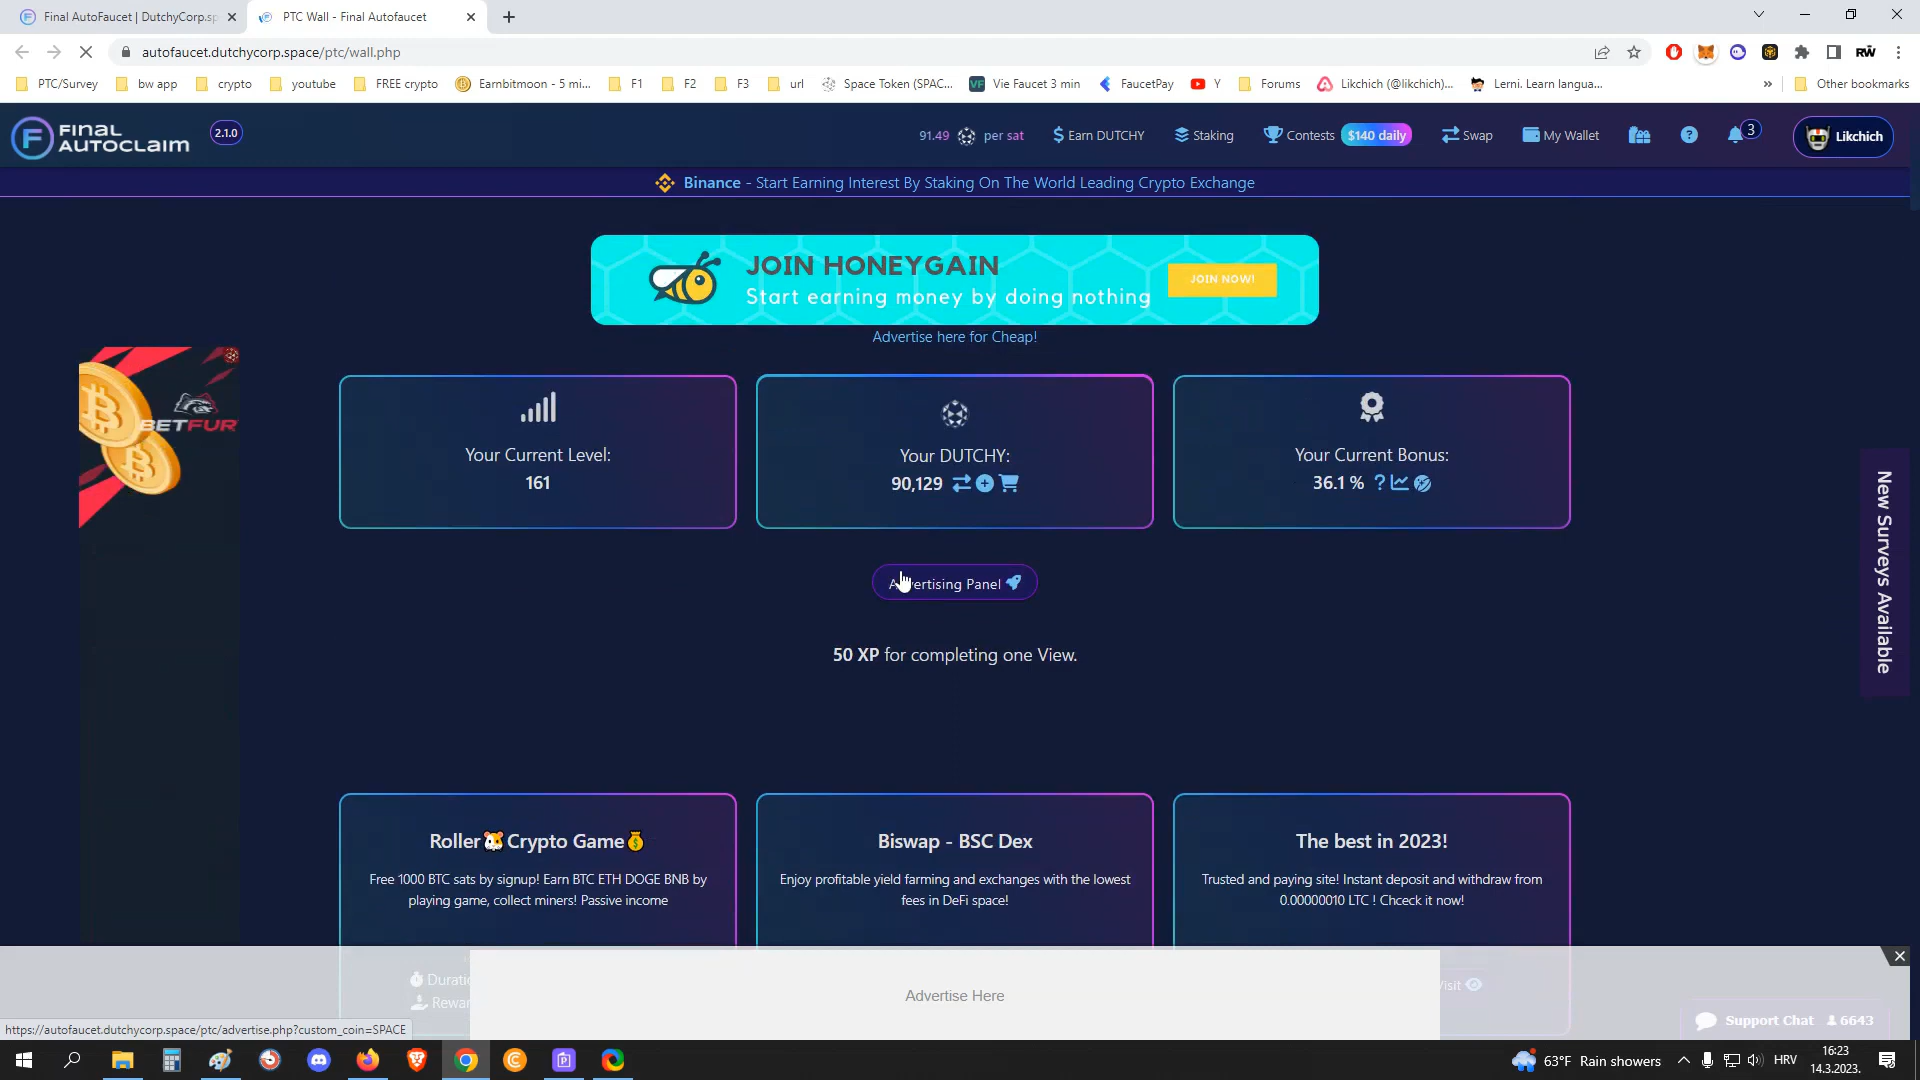 Final AutoFaucet | DutchyCorp.sp
PTC Wall - Final Autofaucet
autofaucet.dutchycorp.space/ptc/wall.php
PTC/Survey
bw app
crypto
youtube
FREE crypto
Earnbitmoon - 5 mi...
F1
F2
F3
url
Space Token (SPAC...
VF
Vie Faucet 3 min
FaucetPay
Y
Forums
Likchich (@likchich)...
Lerni. Learn langua...
»
Other bookmarks
FINAL
AUTOCLAIM
2.1.0
91.49 per sat
Earn DUTCHY
Staking
Contests $140 daily
Swap
My Wallet
3
Likchich
Binance - Start Earning Interest By Staking On The World Leading Crypto Exchange
JOIN HONEYGAIN
Start earning money by doing nothing
JOIN NOW!
Advertise here for Cheap!
BETFUR
Your Current Level:
161
Your DUTCHY:
90,129
Your Current Bonus:
36.1 %
New Surveys Available
Advertising Panel
50 XP for completing one View.
Roller🐹Crypto Game💰
Free 1000 BTC sats by signup! Earn BTC ETH DOGE BNB by
playing game, collect miners! Passive income
Biswap - BSC Dex
Enjoy profitable yield farming and exchanges with the lowest
fees in DeFi space!
The best in 2023!
Trusted and paying site! Instant deposit and withdraw from
0.00000010 LTC ! Chceck it now!
Advertise Here
Support Chat 6643
https://autofaucet.dutchycorp.space/ptc/advertise.php?custom_coin=SPACE
63°F Rain showers
HRV
16:23
14.3.2023.